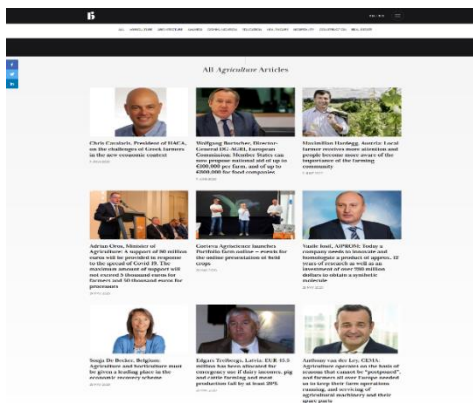 All Agriculture Articles
Chris Cavalaris, President of HACA,
on the challenges of Greek farmers
in the new economic context
Wolfgang Burtscher, Director-
General DG AGRI, European
Commission: Member States can
now propose national aid of up to
€100,000 per farm, and of up to
€800,000 for food companies
Maximilian Hardegg, Austria: Local
farmer receives more attention and
people become more aware of the
importance of the farming
community
Adrian Oros, Minister of
Agriculture: A support of 50 million
euros will be provided in response
to the spread of Covid 19. The
maximum amount of support will
not exceed 5 thousand euros for
farmers and 50 thousand euros for
processors
Corteva Agriscience launches
Portfolio farm online – events for
the online presentation of field
crops
Vasile Iosif, AIPROM: Today a
company needs to innovate and
homologate a product of approx. 12
years of research as well as an
investment of over 280 million
dollars to obtain a synthetic
molecule
Sonja De Becker, Belgium:
Agriculture and horticulture must
be given a leading place in the
economic recovery scheme
Edgars Treibergs, Latvia: EUR 45.5
million has been allocated for
emergency use if dairy income, pig
and cattle farming and meat
production fall by at least 20%
Anthony van der Ley, CEMA:
Agriculture operates on the basis of
seasons that cannot be "postponed",
and farmers all over Europe needed
us to keep their farm operations
running, and servicing of
agricultural machinery and their
spare parts